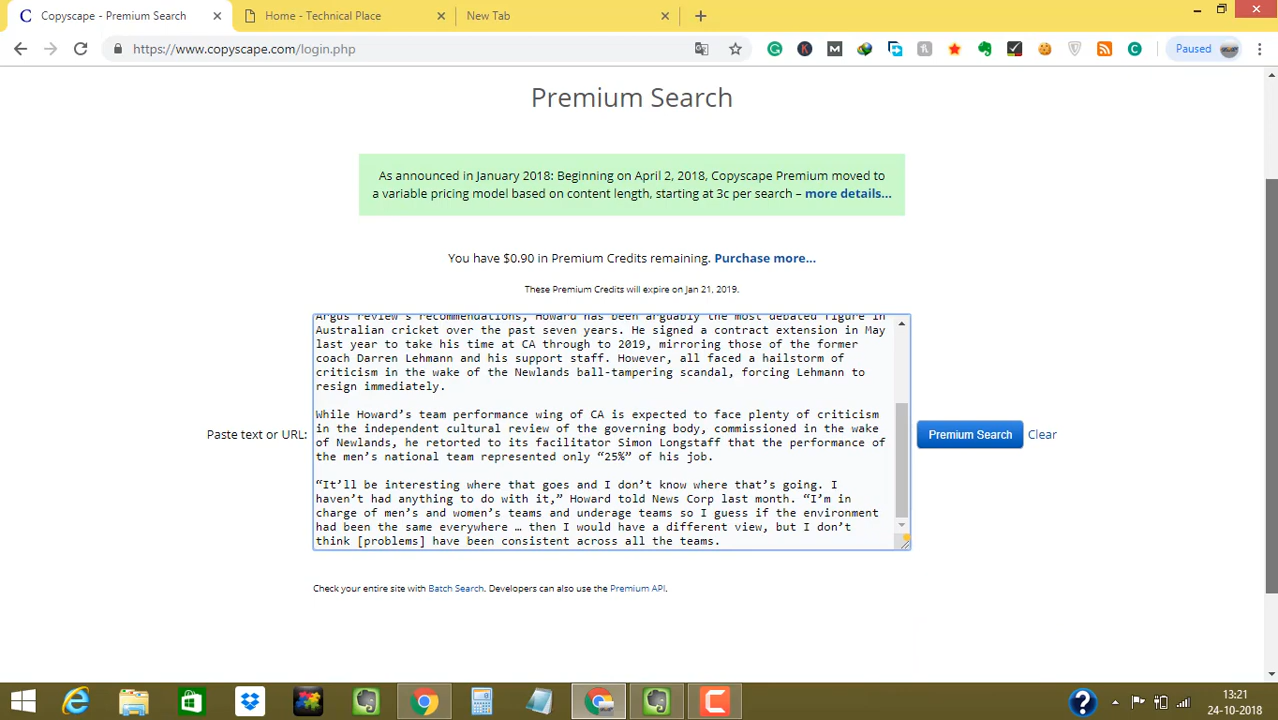 Copyscape - Premium Search
Home - Technical Place
New Tab
https://www.copyscape.com/login.php
Paused
Premium Search
As announced in January 2018: Beginning on April 2, 2018, Copyscape Premium moved to
a variable pricing model based on content length, starting at 3c per search – more details...
You have $0.90 in Premium Credits remaining. Purchase more...
These Premium Credits will expire on Jan 21, 2019.
Paste text or URL:
Argus review's recommendations, Howard has been arguably the most debated figure in
Australian cricket over the past seven years. He signed a contract extension in May
last year to take his time at CA through to 2019, mirroring those of the former
coach Darren Lehmann and his support staff. However, all faced a hailstorm of
criticism in the wake of the Newlands ball-tampering scandal, forcing Lehmann to
resign immediately.
While Howard’s team performance wing of CA is expected to face plenty of criticism
in the independent cultural review of the governing body, commissioned in the wake
of Newlands, he retorted to its facilitator Simon Longstaff that the performance of
the men’s national team represented only “25%” of his job.
“It’ll be interesting where that goes and I don’t know where that’s going. I
haven’t had anything to do with it,” Howard told News Corp last month. “I’m in
charge of men’s and women’s teams and underage teams so I guess if the environment
had been the same everywhere … then I would have a different view, but I don’t
think [problems] have been consistent across all the teams.
Premium Search
Clear
Check your entire site with Batch Search. Developers can also use the Premium API.
13:21
24-10-2018